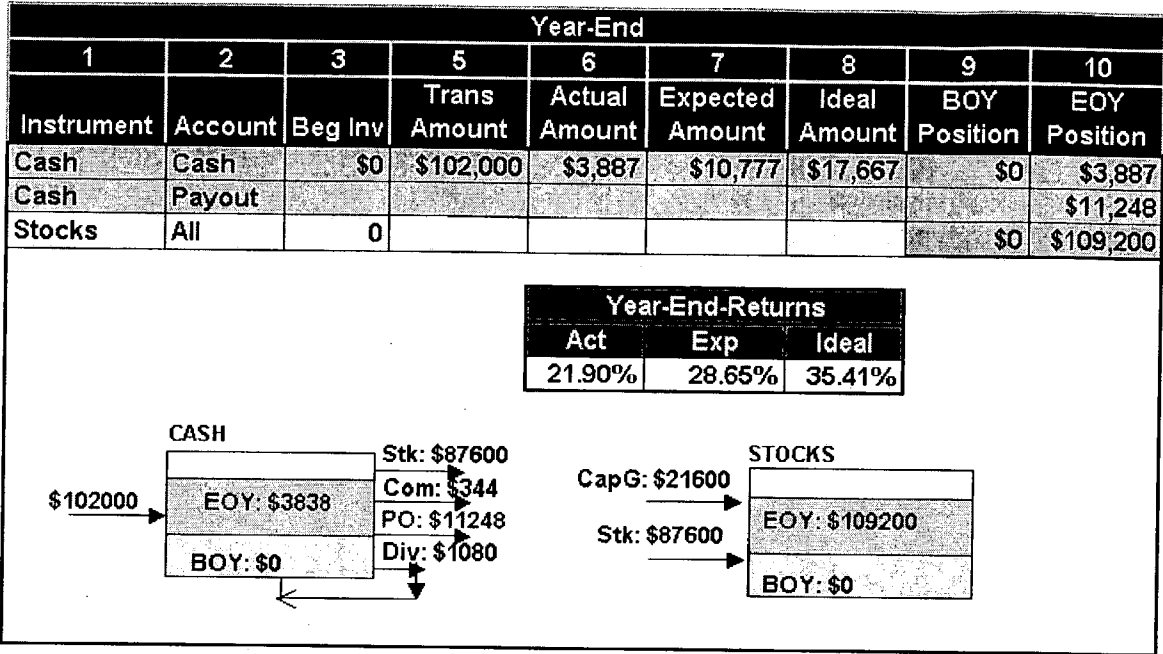 Year-End
1 2 3 5 6 7 8 9 10
Trans Actual Expected Ideal BOY EOY
Instrument Account Beg Inv Amount Amount Amount Amount Position Position
Cash Cash $0 $102,000 $3,887 $10,777 $17,667 $0 $3,887
Cash Payout $11,248
Stocks All 0 $0 $109,200
Year-End-Returns
Act Exp Ideal
21.90% 28.65% 35.41%
CASH
$102000
EOY: $3838
BOY: $0
Stk: $87600
Com: $344
PO: $11248
Div: $1080
STOCKS
CapG: $21600
Stk: $87600
EOY: $109200
BOY: $0